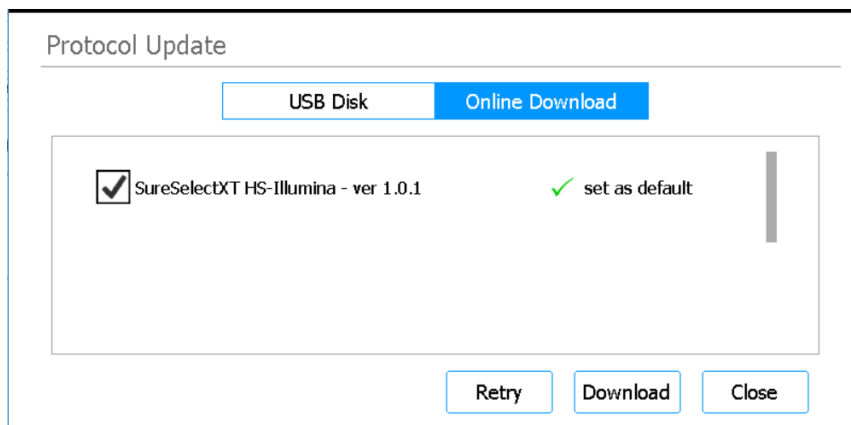 Protocol Update
USB Disk
Online Download
SureSelectXT HS-Illumina - ver 1.0.1
set as default
Retry
Download
Close